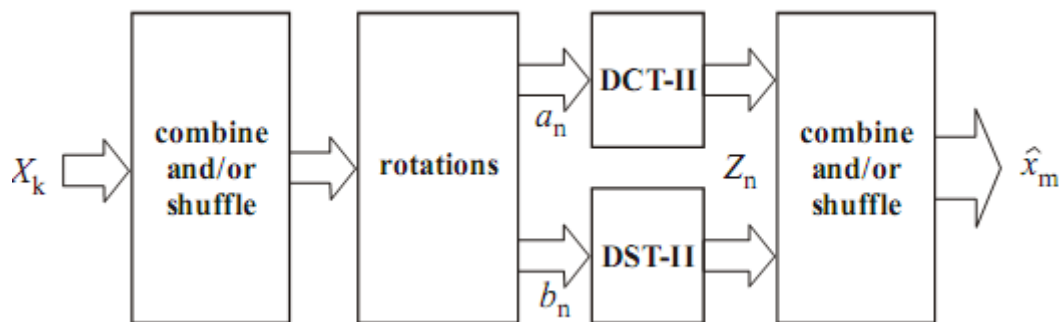 X_k
combine
and/or
shuffle
rotations
a_n
b_n
DCT-II
DST-II
Z_n
combine
and/or
shuffle
x̂_m